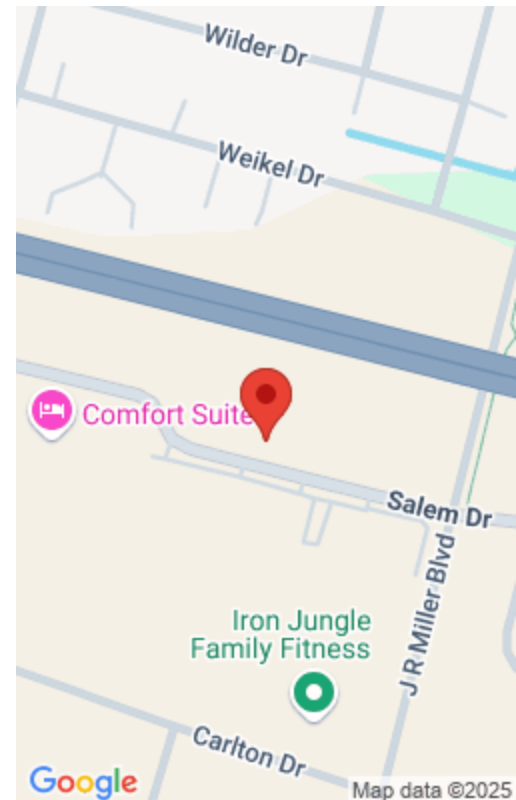 Wilder Dr
Weikel Dr
Comfort Suite
Salem Dr
J R Miller Blvd
Iron Jungle
Family Fitness
Carlton Dr
Google
Map data ©2025